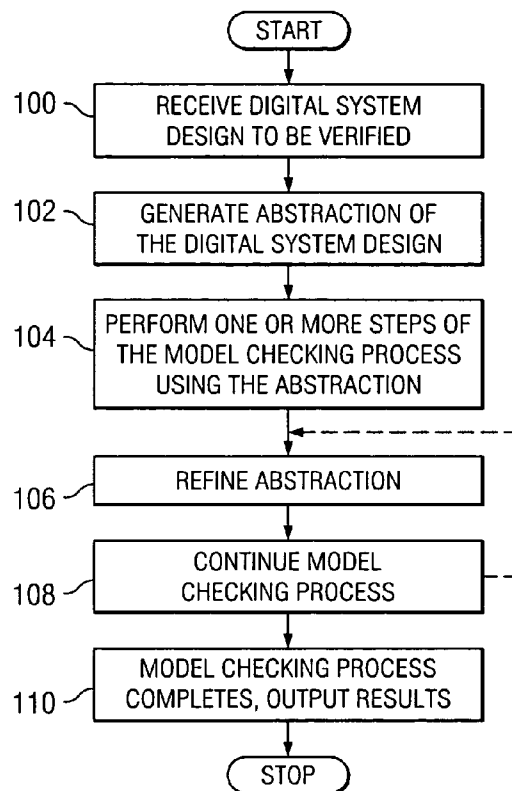 START
100
RECEIVE DIGITAL SYSTEM
DESIGN TO BE VERIFIED
102
GENERATE ABSTRACTION OF
THE DIGITAL SYSTEM DESIGN
104
PERFORM ONE OR MORE STEPS OF
THE MODEL CHECKING PROCESS
USING THE ABSTRACTION
106
REFINE ABSTRACTION
108
CONTINUE MODEL
CHECKING PROCESS
110
MODEL CHECKING PROCESS
COMPLETES, OUTPUT RESULTS
STOP